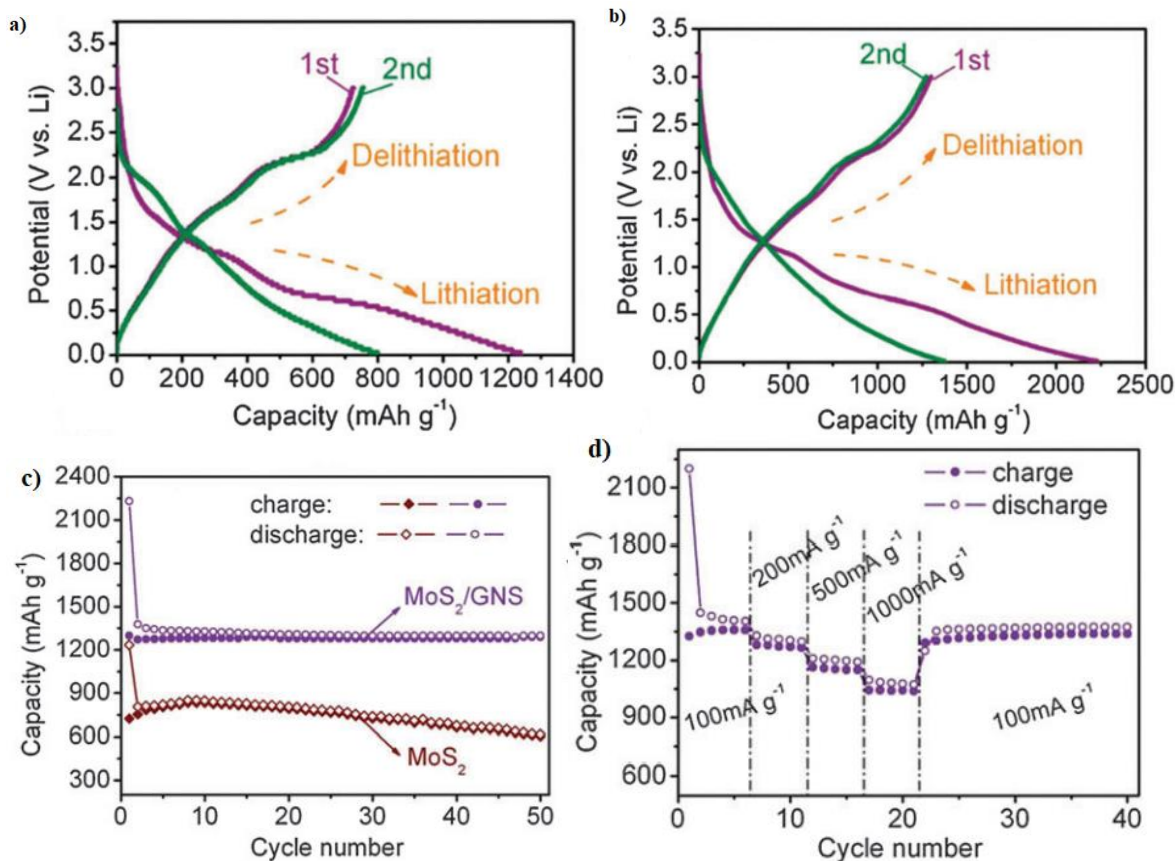 a)
3.5
3.0
2.5
2.0
1.5
1.0
0.5
0.0
Potential (V vs. Li)
1st
2nd
Delithiation
Lithiation
0 200 400 600 800 1000 1200 1400
Capacity (mAh g⁻¹)
b)
3.5
3.0
2.5
2.0
1.5
1.0
0.5
0.0
Potential (V vs. Li)
2nd
1st
Delithiation
Lithiation
0 500 1000 1500 2000 2500
Capacity (mAh g⁻¹)
c)
2400
2100
1800
1500
1200
900
600
300
Capacity (mAh g⁻¹)
charge:
discharge:
MoS₂/GNS
MoS₂
0 10 20 30 40 50
Cycle number
d)
2100
1800
1500
1200
900
600
Capacity (mAh g⁻¹)
charge
discharge
200mA g⁻¹
500mA g⁻¹
1000mA g⁻¹
100mA g⁻¹
100mA g⁻¹
0 10 20 30 40
Cycle number